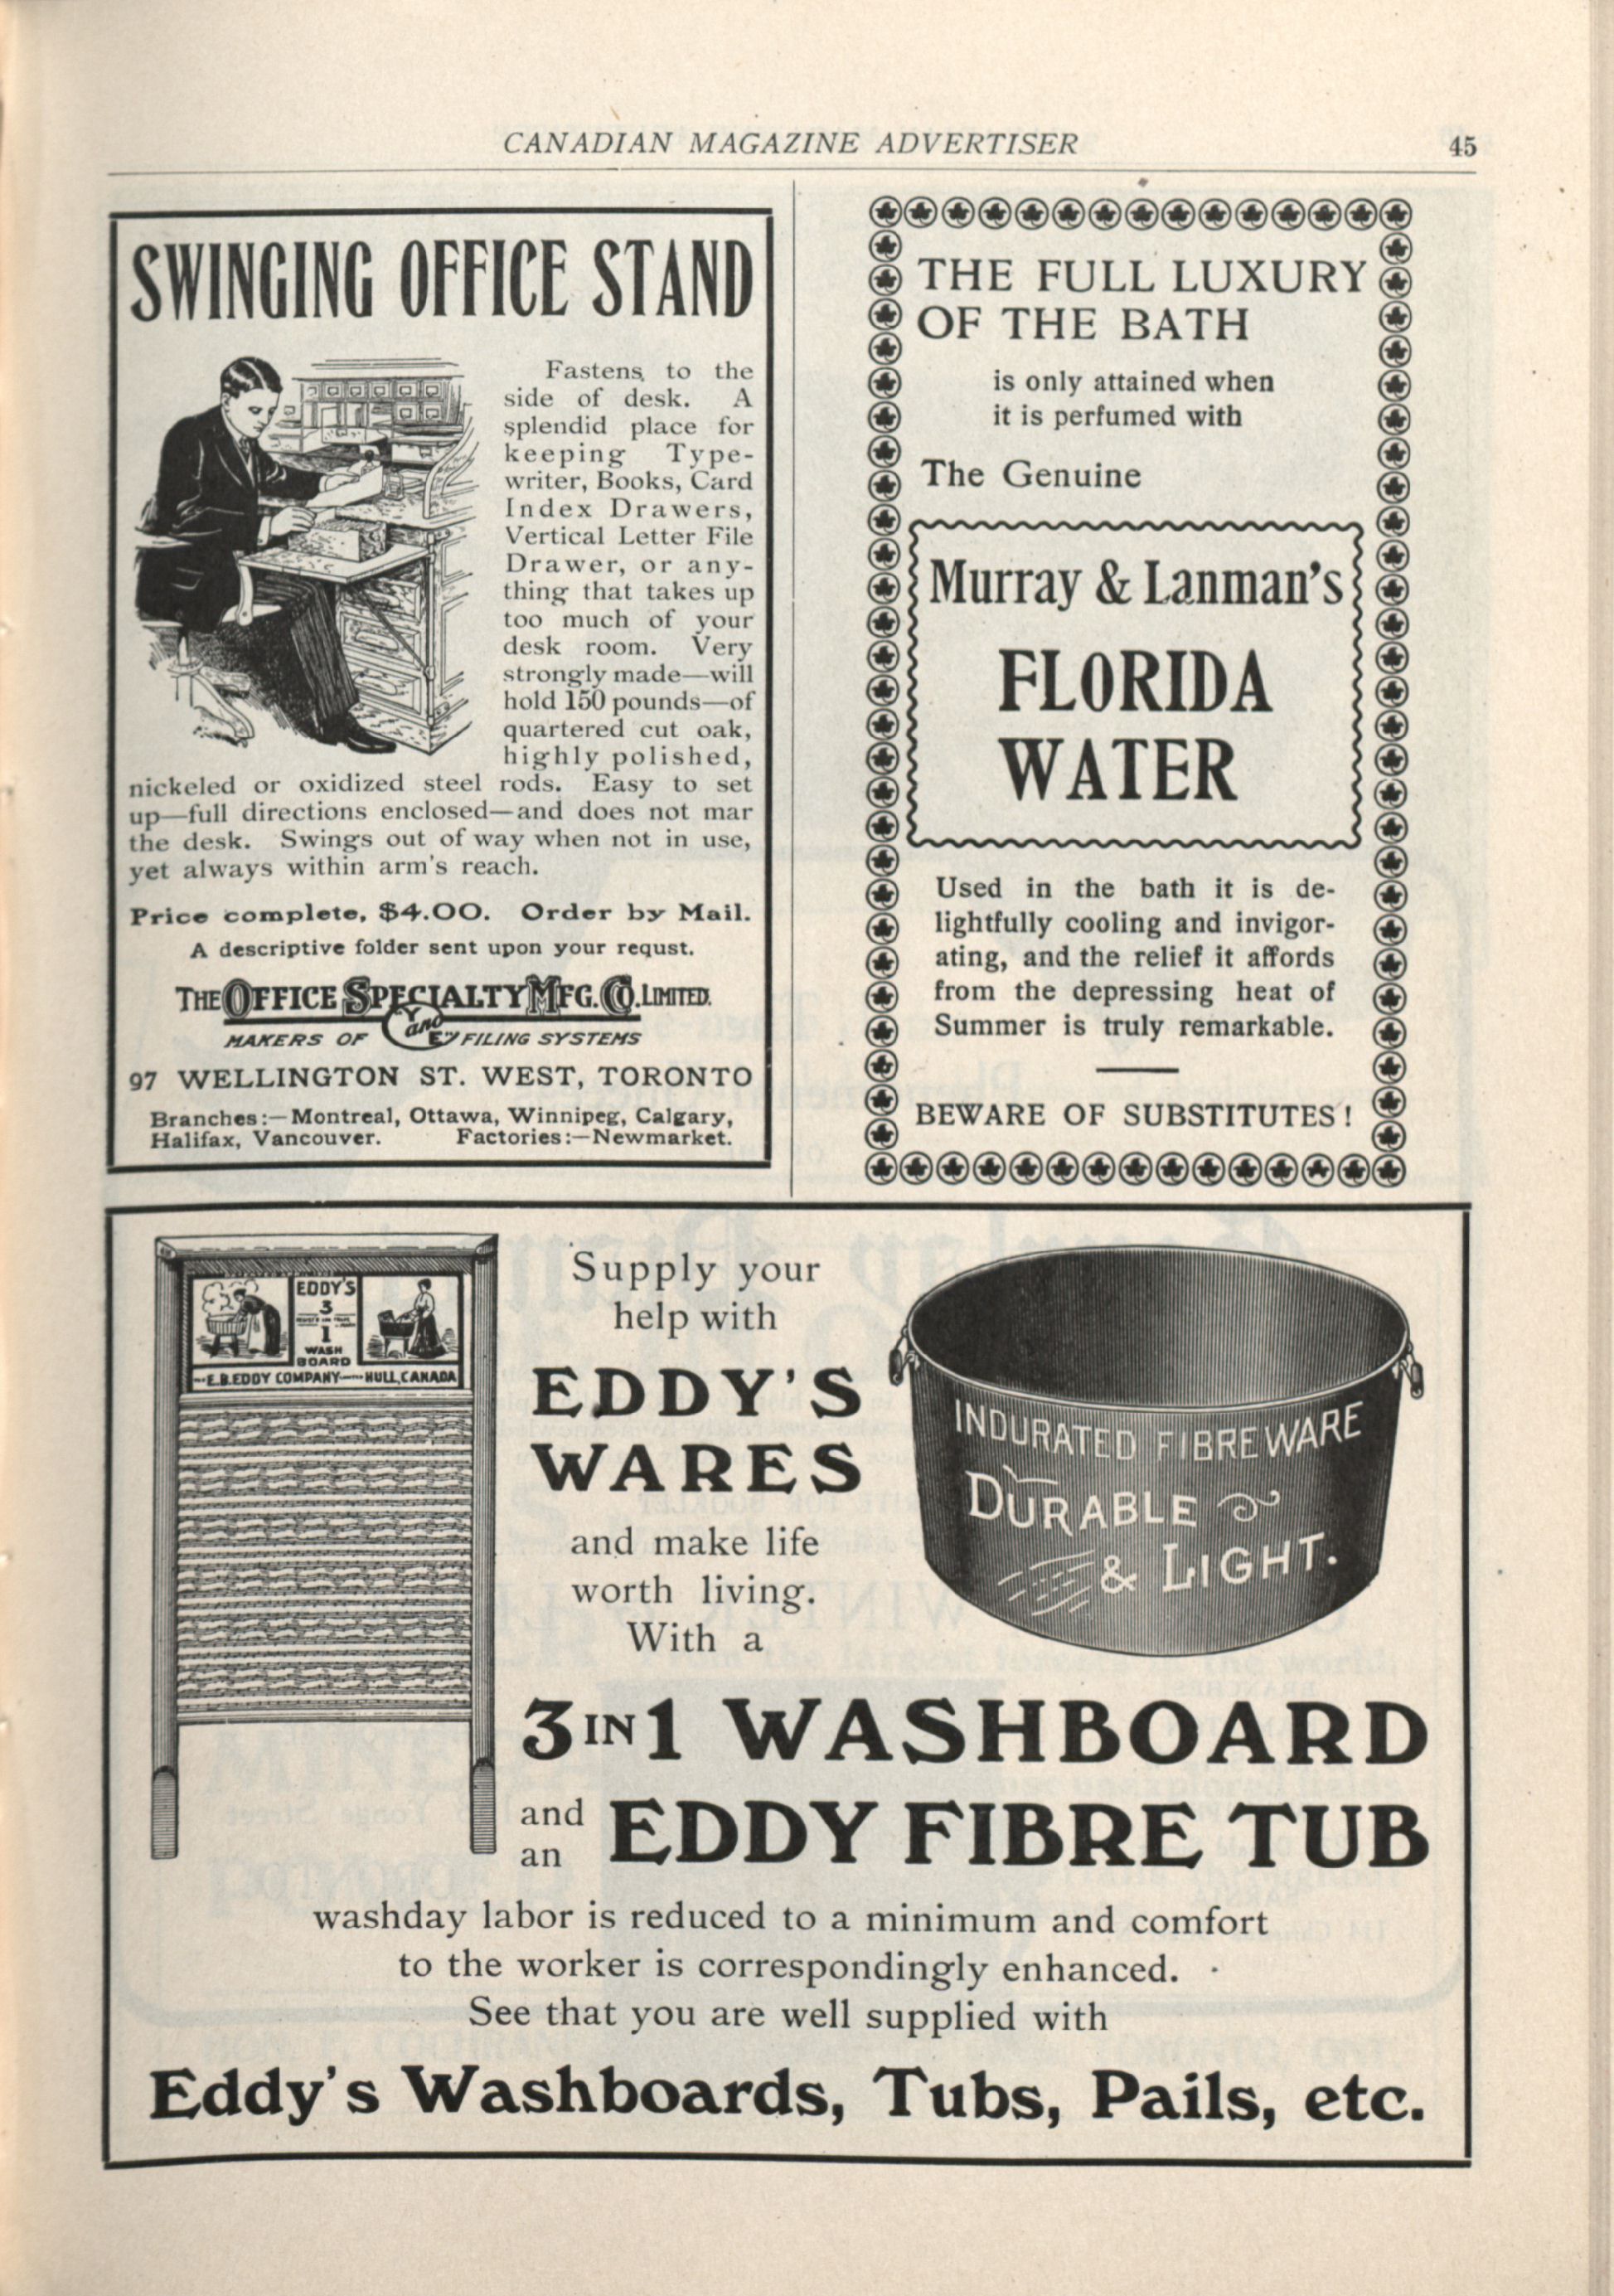 CANADIAN MAGAZINE ADVERTISER
45
SWINGING OFFICE STAND
Fastens to the
side of desk. A
splendid place for
keeping Type-
writer, Books, Card
Index Drawers,
Vertical Letter File
Drawer, or any-
thing that takes up
too much of your
desk room. Very
strongly made—will
hold 150 pounds—of
quartered cut oak,
highly polished,
nickeled or oxidized steel rods. Easy to set
up—full directions enclosed—and does not mar
the desk. Swings out of way when not in use,
yet always within arm's reach.
Price complete, $4.00. Order by Mail.
A descriptive folder sent upon your requst.
THE OFFICE SPECIALTY MFG. CO. LIMITED.
MAKERS OF
and
FILING SYSTEMS
97 WELLINGTON ST. WEST, TORONTO
Branches:—Montreal, Ottawa, Winnipeg, Calgary,
Halifax, Vancouver. Factories:—Newmarket.
THE FULL LUXURY
OF THE BATH
is only attained when
it is perfumed with
The Genuine
Murray & Lanman's
FLORIDA
WATER
Used in the bath it is de-
lightfully cooling and invigor-
ating, and the relief it affords
from the depressing heat of
Summer is truly remarkable.
BEWARE OF SUBSTITUTES!
EDDY'S
3
1
WASH
BOARD
E.B. EDDY COMPANY HULL, CANADA
Supply your
help with
EDDY'S
WARES
and make life
worth living.
With a
INDURATED FIBREWARE
DURABLE
& LIGHT.
3 IN 1 WASHBOARD
and
an
EDDY FIBRE TUB
washday labor is reduced to a minimum and comfort
to the worker is correspondingly enhanced.
See that you are well supplied with
Eddy's Washboards, Tubs, Pails, etc.